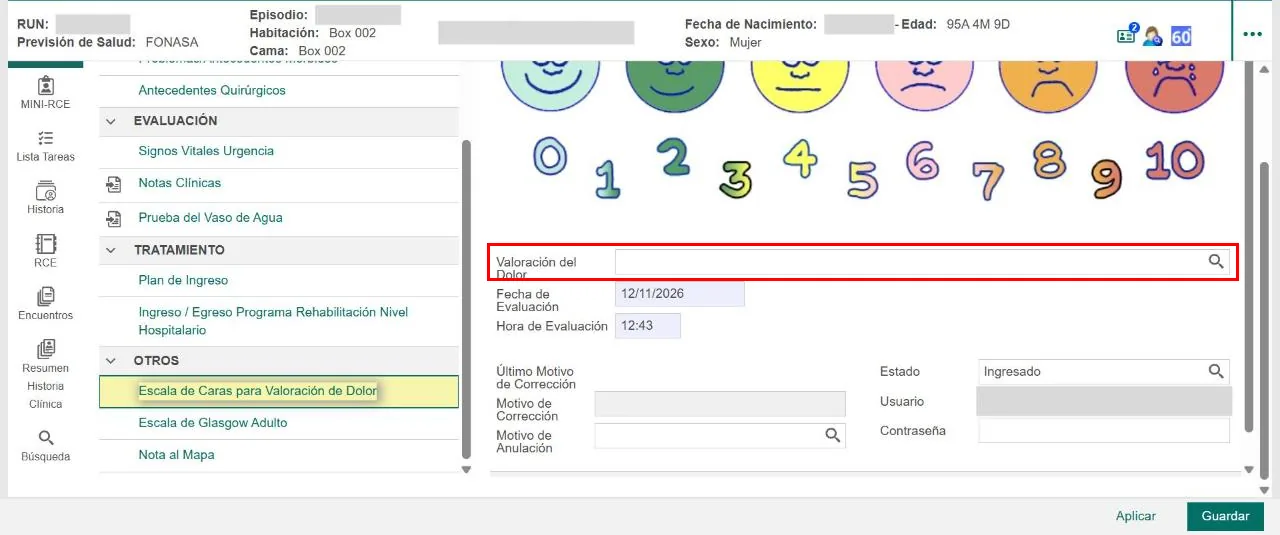 RUN:
Previsión de Salud: FONASA
Episodio:
Habitación: Box 002
Cama: Box 002
Fecha de Nacimiento: - Edad: 95A 4M 9D
Sexo: Mujer
2
60
MINI-RCE
Lista Tareas
Historia
RCE
Encuentros
Resumen
Historia
Clínica
Búsqueda
Problemas/Antecedentes Mórbidos
Antecedentes Quirúrgicos
EVALUACIÓN
Signos Vitales Urgencia
Notas Clínicas
Prueba del Vaso de Agua
TRATAMIENTO
Plan de Ingreso
Ingreso / Egreso Programa Rehabilitación Nivel
Hospitalario
OTROS
Escala de Caras para Valoración de Dolor
Escala de Glasgow Adulto
Nota al Mapa
0 1 2 3 4 5 6 7 8 9 10
Valoración del
Dolor
Fecha de
Evaluación
12/11/2026
Hora de Evaluación 12:43
Último Motivo
de Corrección
Motivo de
Corrección
Motivo de
Anulación
Estado Ingresado
Usuario
Contraseña
Aplicar Guardar